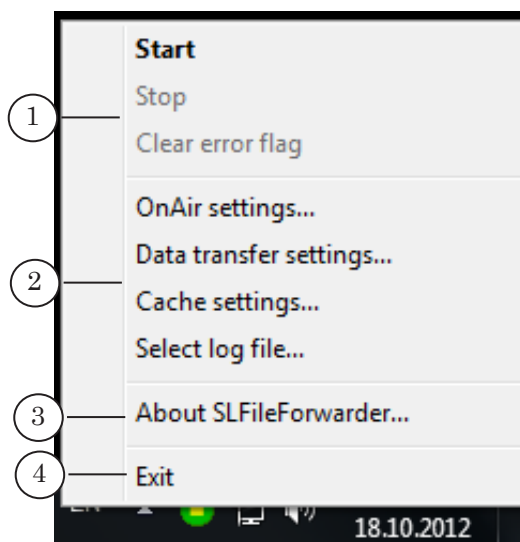 Start
1
Stop
Clear error flag
OnAir settings...
Data transfer settings...
2
Cache settings...
Select log file...
3
About SLFileForwarder...
4
Exit
18.10.2012